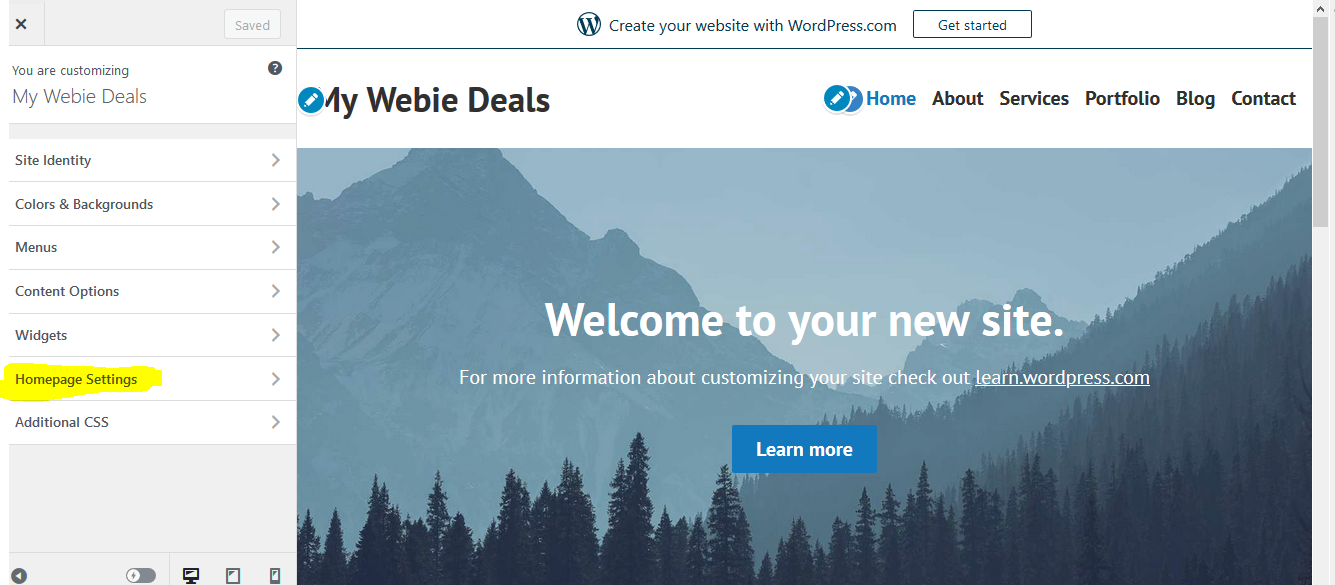 Saved
You are customizing
My Webie Deals
Site Identity
Colors & Backgrounds
Menus
Content Options
Widgets
Homepage Settings
Additional CSS
Create your website with WordPress.com
Get started
My Webie Deals
Home About Services Portfolio Blog Contact
Welcome to your new site.
For more information about customizing your site check out learn.wordpress.com
Learn more